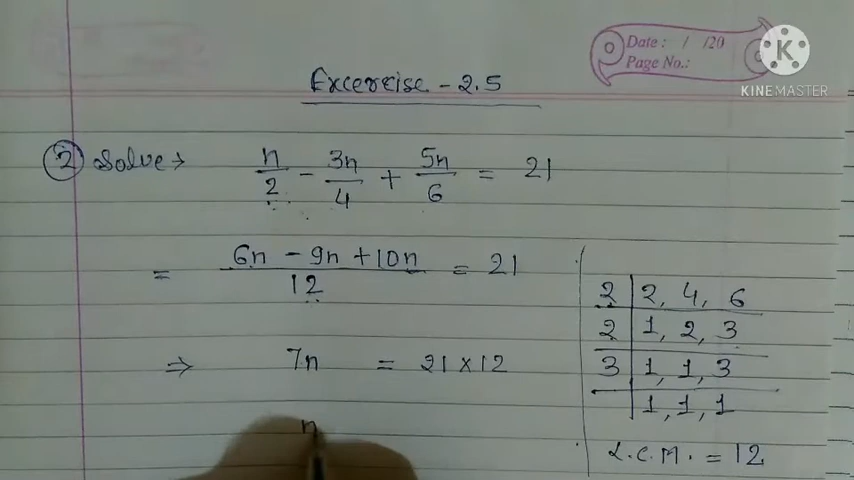 Date : / /20
Page No.:
K
KINEMASTER
Excercise - 2.5
2 Solve → n/2 - 3n/4 + 5n/6 = 21
= 6n - 9n + 10n / 12 = 21
⇒ 7n = 21 × 12
n
2 | 2, 4, 6
2 | 1, 2, 3
3 | 1, 1, 3
1, 1, 1
L.C.M. = 12